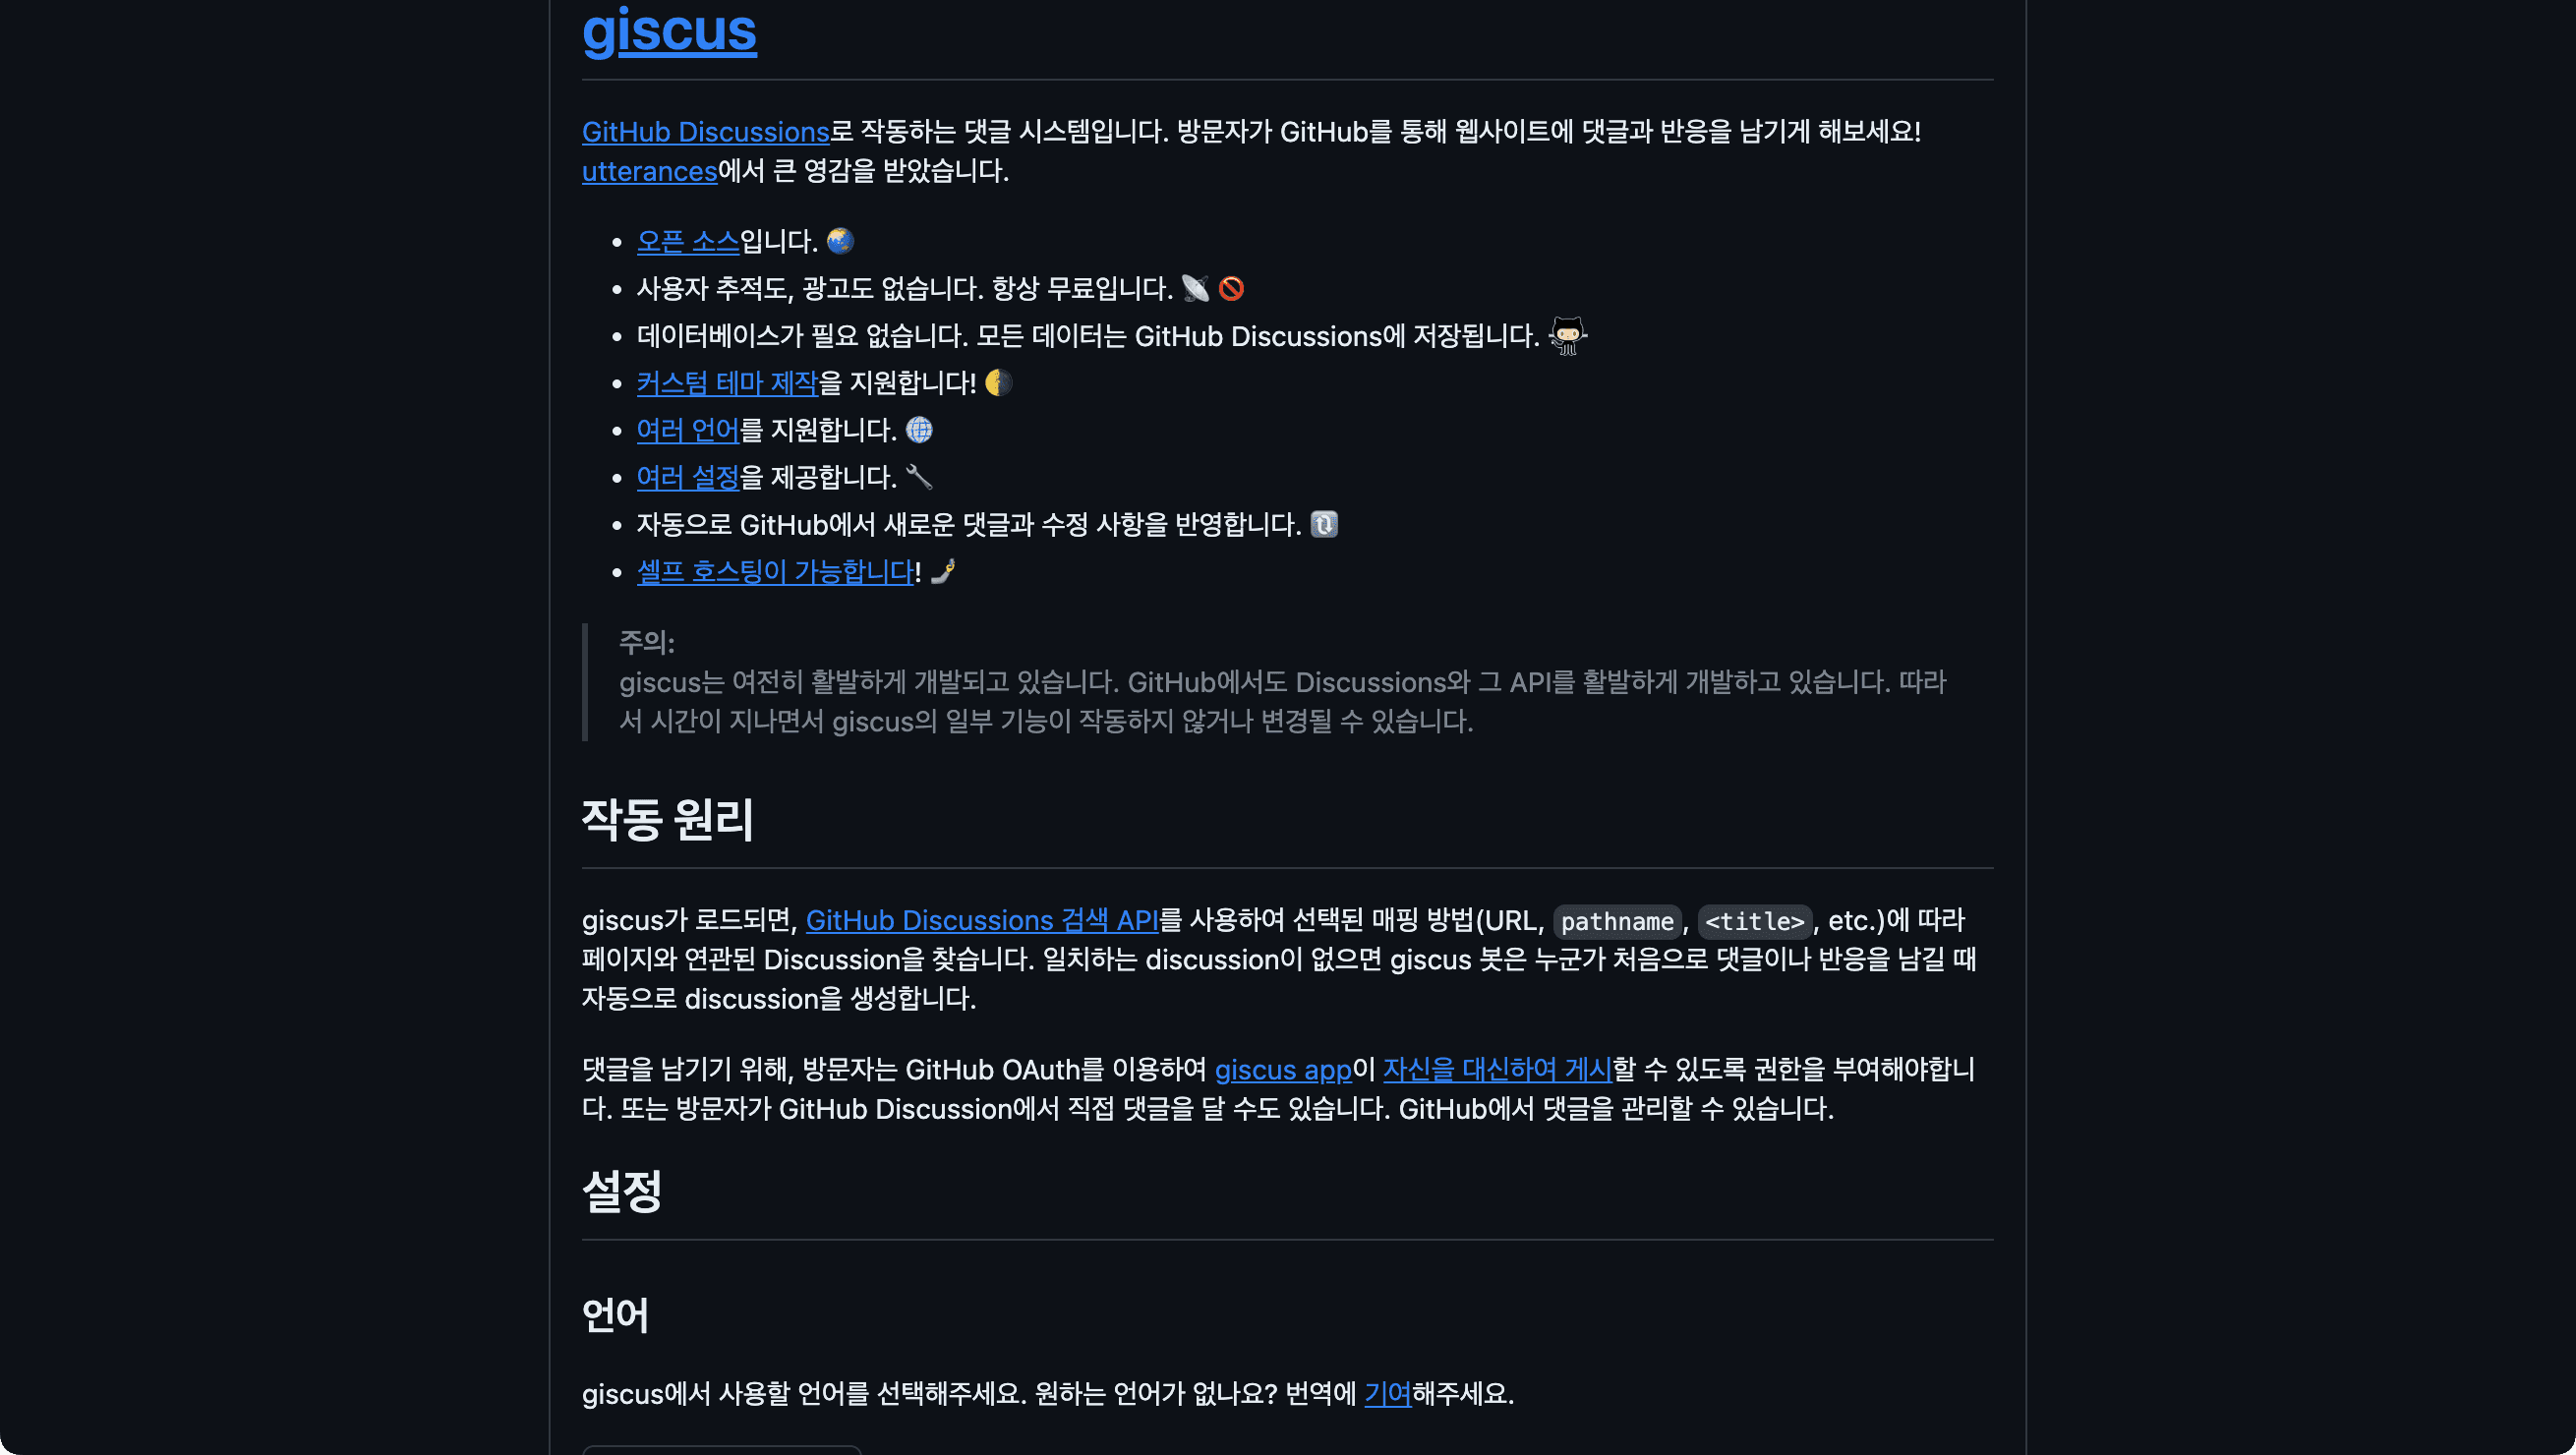 giscus
GitHub Discussions로 작동하는 댓글 시스템입니다. 방문자가 GitHub를 통해 웹사이트에 댓글과 반응을 남기게 해보세요!
utterances에서 큰 영감을 받았습니다.
오픈 소스입니다. 🌏
사용자 추적도, 광고도 없습니다. 항상 무료입니다. 📡 🚫
데이터베이스가 필요 없습니다. 모든 데이터는 GitHub Discussions에 저장됩니다.
커스텀 테마 제작을 지원합니다! 🌗
여러 언어를 지원합니다. 🌐
여러 설정을 제공합니다. 🔧
자동으로 GitHub에서 새로운 댓글과 수정 사항을 반영합니다. 🔃
셀프 호스팅이 가능합니다! 🤳
주의:
giscus는 여전히 활발하게 개발되고 있습니다. GitHub에서도 Discussions와 그 API를 활발하게 개발하고 있습니다. 따라
서 시간이 지나면서 giscus의 일부 기능이 작동하지 않거나 변경될 수 있습니다.
작동 원리
giscus가 로드되면, GitHub Discussions 검색 API를 사용하여 선택된 매핑 방법(URL, pathname, <title>, etc.)에 따라
페이지와 연관된 Discussion을 찾습니다. 일치하는 discussion이 없으면 giscus 봇은 누군가 처음으로 댓글이나 반응을 남길 때
자동으로 discussion을 생성합니다.
댓글을 남기기 위해, 방문자는 GitHub OAuth를 이용하여 giscus app이 자신을 대신하여 게시할 수 있도록 권한을 부여해야합니
다. 또는 방문자가 GitHub Discussion에서 직접 댓글을 달 수도 있습니다. GitHub에서 댓글을 관리할 수 있습니다.
설정
언어
giscus에서 사용할 언어를 선택해주세요. 원하는 언어가 없나요? 번역에 기여해주세요.